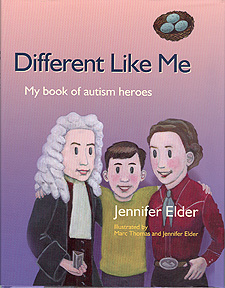 Different Like Me
My book of autism heroes
Jennifer Elder
Illustrated by
Marc Thomas and Jennifer Elder